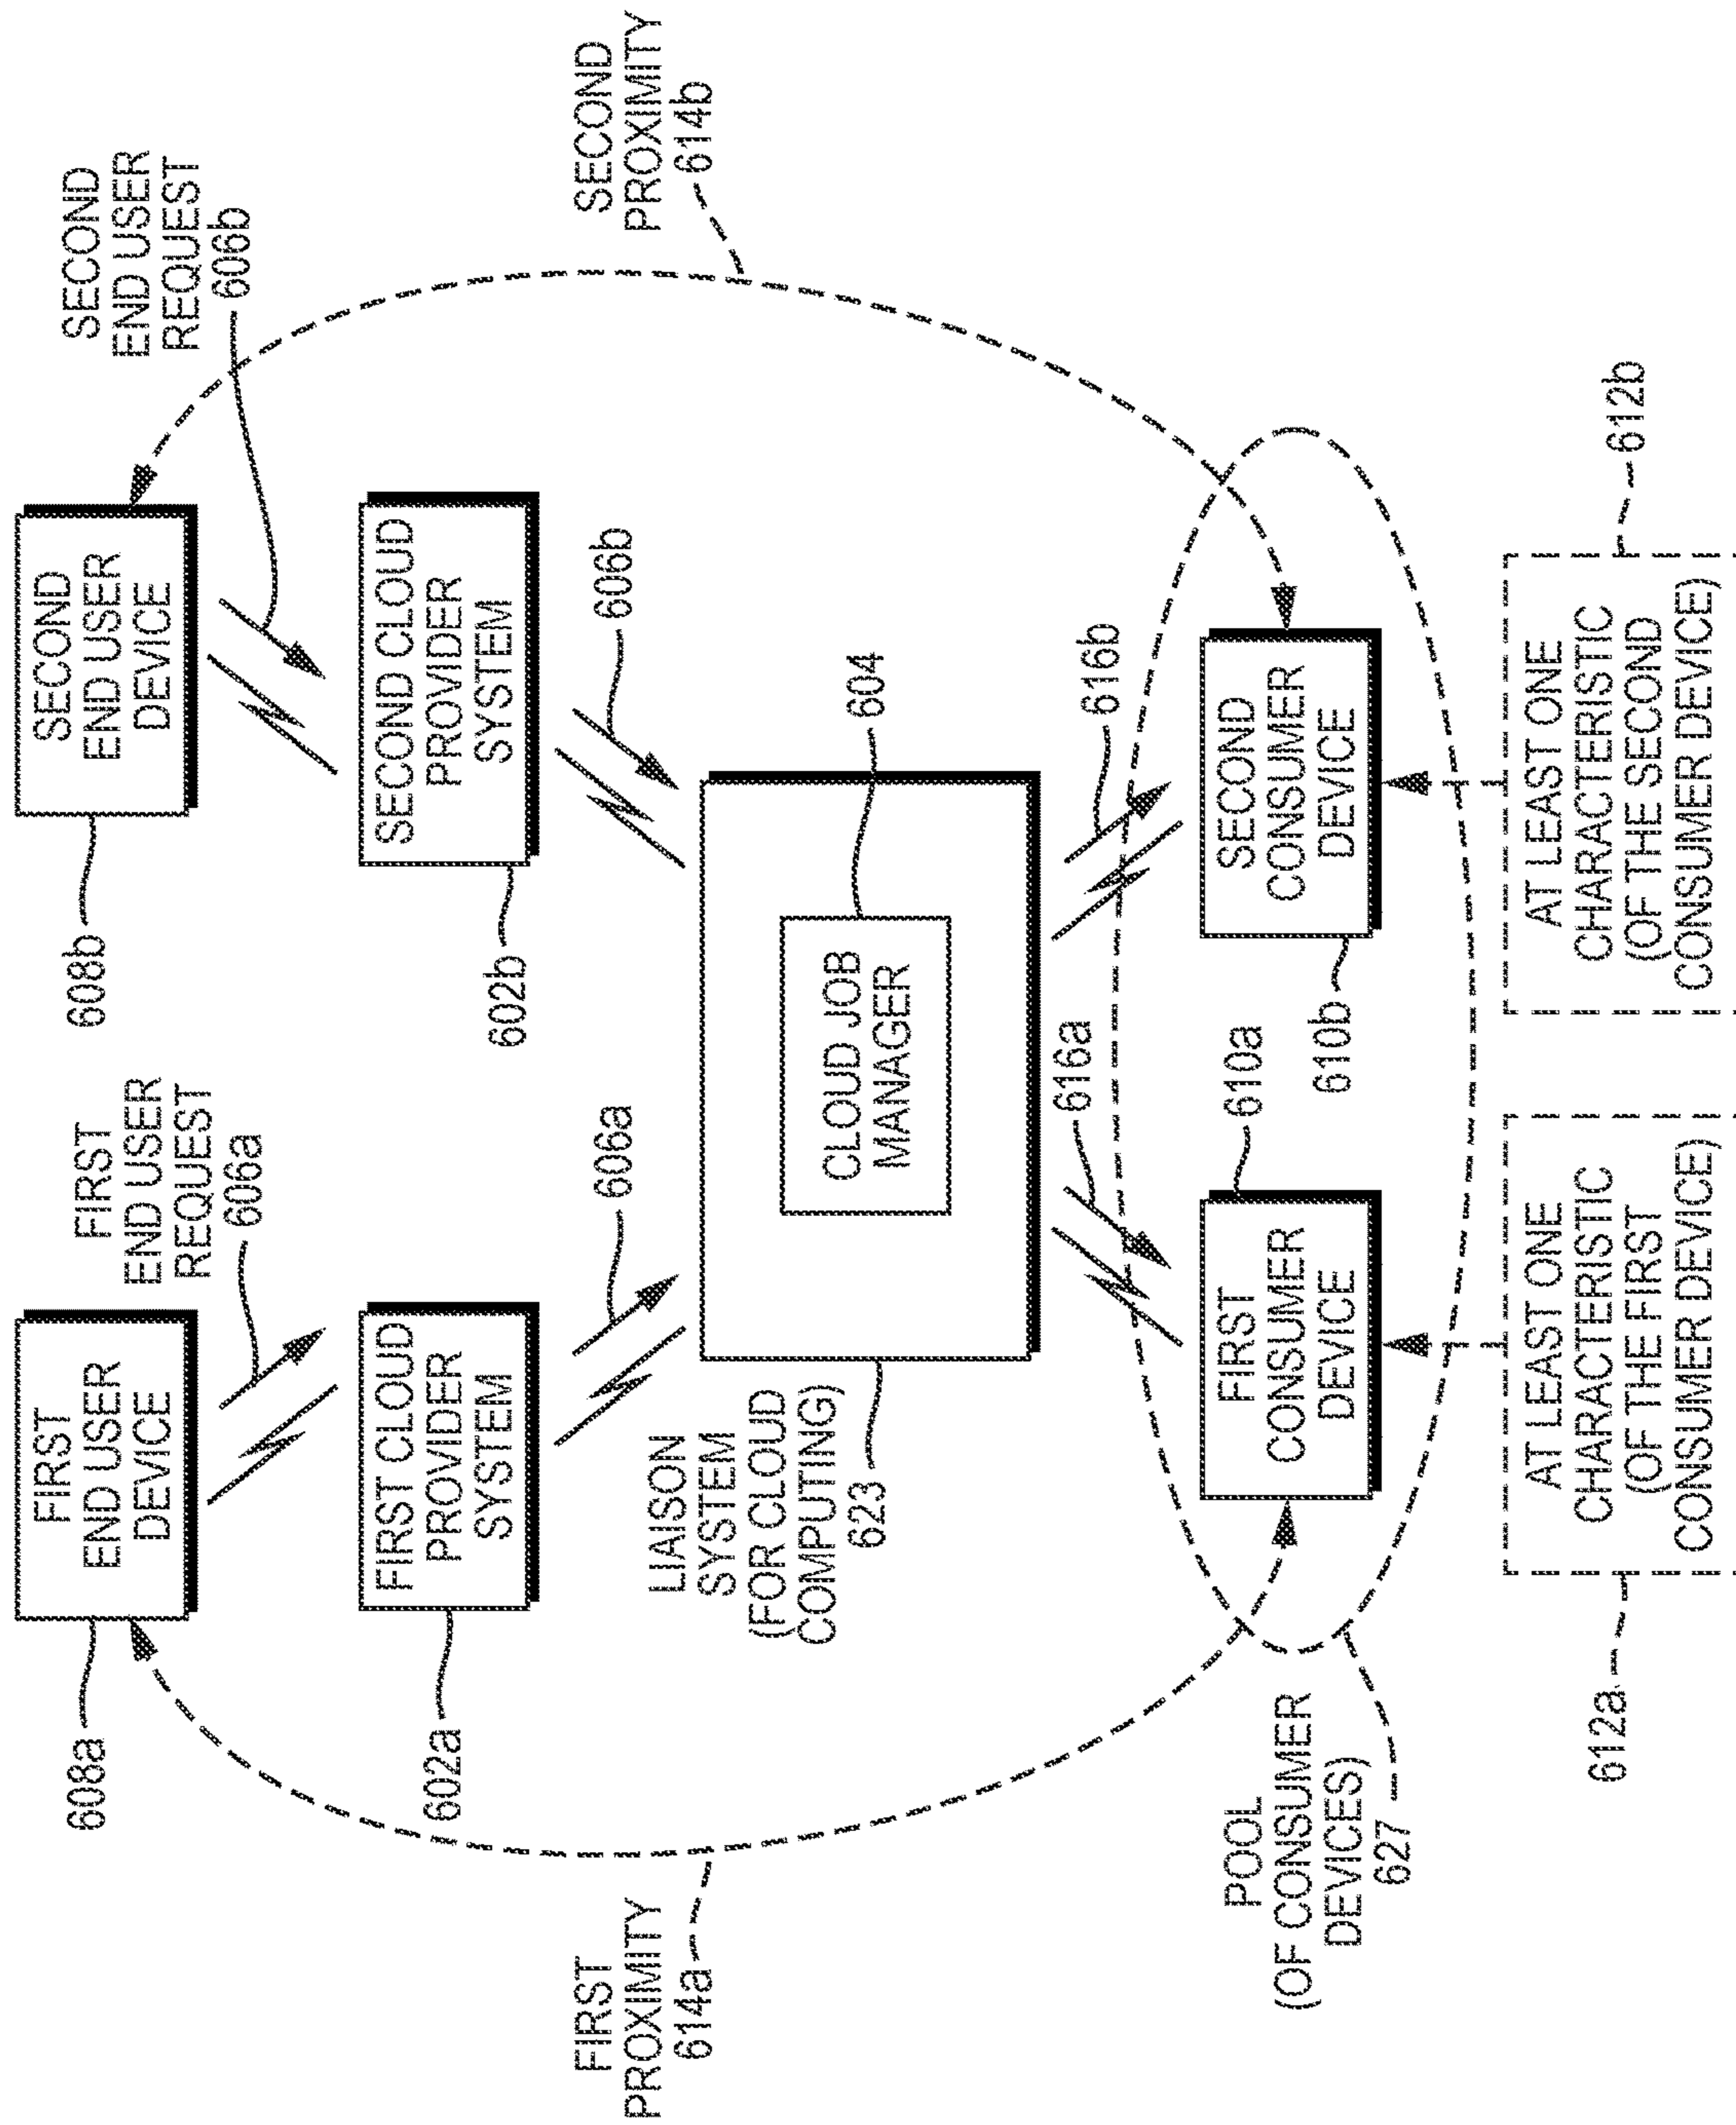 FIRST
END USER
DEVICE
608a
FIRST
END USER
REQUEST
606a
SECOND
END USER
DEVICE
608b
SECOND
END USER
REQUEST
606b
FIRST CLOUD
PROVIDER
SYSTEM
602a
SECOND CLOUD
PROVIDER
SYSTEM
602b
606a
606b
FIRST
PROXIMITY
614a
SECOND
PROXIMITY
614b
LIAISON
SYSTEM
(FOR CLOUD
COMPUTING)
623
CLOUD JOB
MANAGER
604
616a
616b
POOL
(OF CONSUMER
DEVICES)
627
FIRST
CONSUMER
DEVICE
610a
SECOND
CONSUMER
DEVICE
610b
AT LEAST ONE
CHARACTERISTIC
(OF THE FIRST
CONSUMER DEVICE)
612a
AT LEAST ONE
CHARACTERISTIC
(OF THE SECOND
CONSUMER DEVICE)
612b